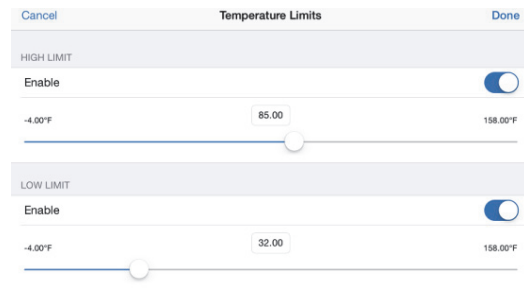 Cancel Temperature Limits Done
HIGH LIMIT
Enable
-4.00°F 85.00 158.00°F
LOW LIMIT
Enable
-4.00°F 32.00 158.00°F